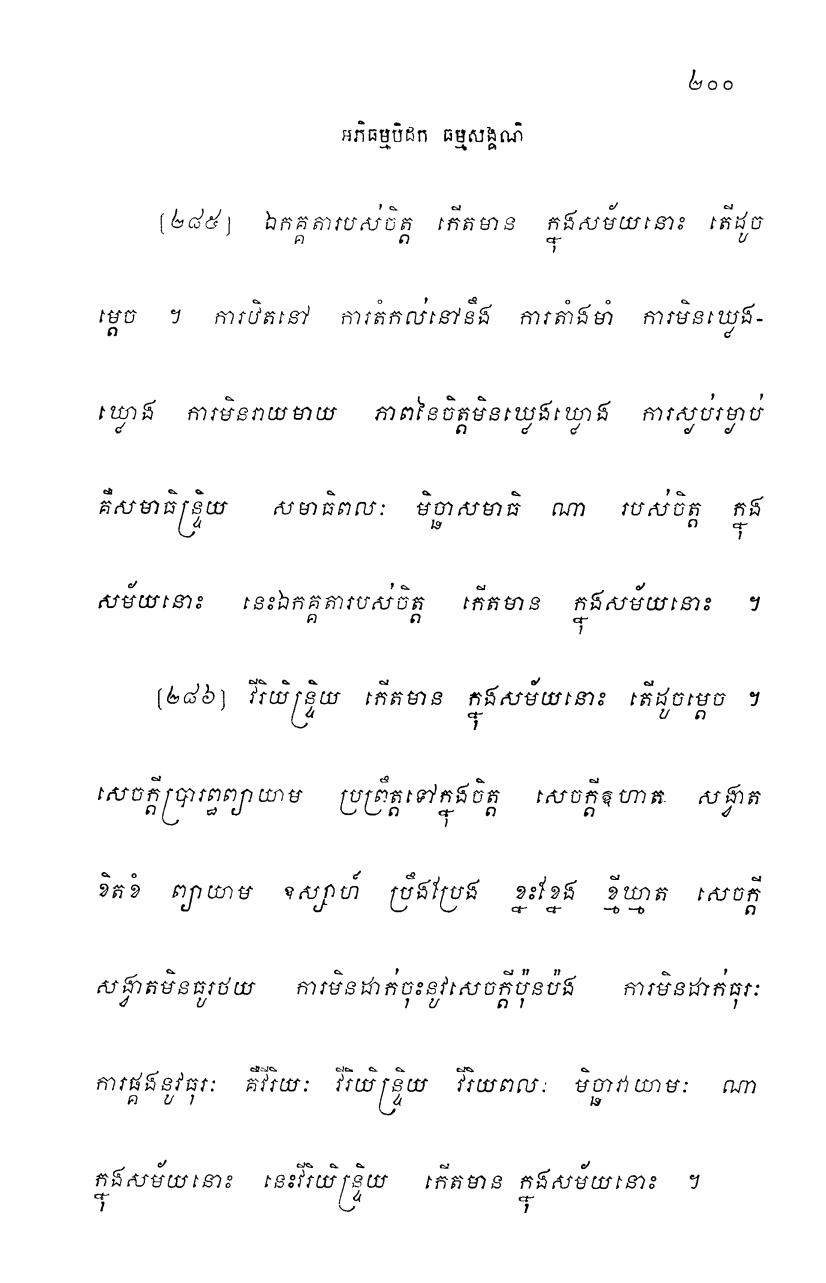 ២០០
អភិធម្មបិដក ធម្មសង្គណិ
[២៨៥] ឯកគ្គតារបស់ចិត្ត កើតមាន ក្នុងសម័យនោះ តើដូច
ម្តេច ។ ការឋិតនៅ ការតំកល់នៅនឹង ការតាំងមាំ ការមិនឃ្លេង-
ឃ្លោង ការមិនរាយមាយ ភាពនៃចិត្តមិនឃ្លេងឃ្លោង ការស្ងប់រម្ងាប់
គឺសមាធិន្ទ្រិយ សមាធិពលៈ មិច្ឆាសមាធិ ណា របស់ចិត្ត ក្នុង
សម័យនោះ នេះឯកគ្គតារបស់ចិត្ត កើតមាន ក្នុងសម័យនោះ ។
[២៨៦] វីរិយិន្ទ្រិយ កើតមាន ក្នុងសម័យនោះ តើដូចម្តេច ។
សេចក្តីប្រារព្ធព្យាយាម ប្រព្រឹត្តទៅក្នុងចិត្ត សេចក្តីឧហាតៈ សង្វាត
ខិតខំ ព្យាយាម ឧស្សាហ៍ ប្រឹងប្រែង ខ្នះខ្នែង ខ្មីឃ្មាត សេចក្តី
សង្វាតមិនធូរថយ ការមិនដាក់ចុះនូវសេចក្តីប៉ុនប៉ង ការមិនដាក់ធុរៈ
ការផ្គងនូវធុរៈ គឺវីរិយៈ វីរិយិន្ទ្រិយ វីរិយពលៈ មិច្ឆាវាយាមៈ ណា
ក្នុងសម័យនោះ នេះវីរិយិន្ទ្រិយ កើតមាន ក្នុងសម័យនោះ ។